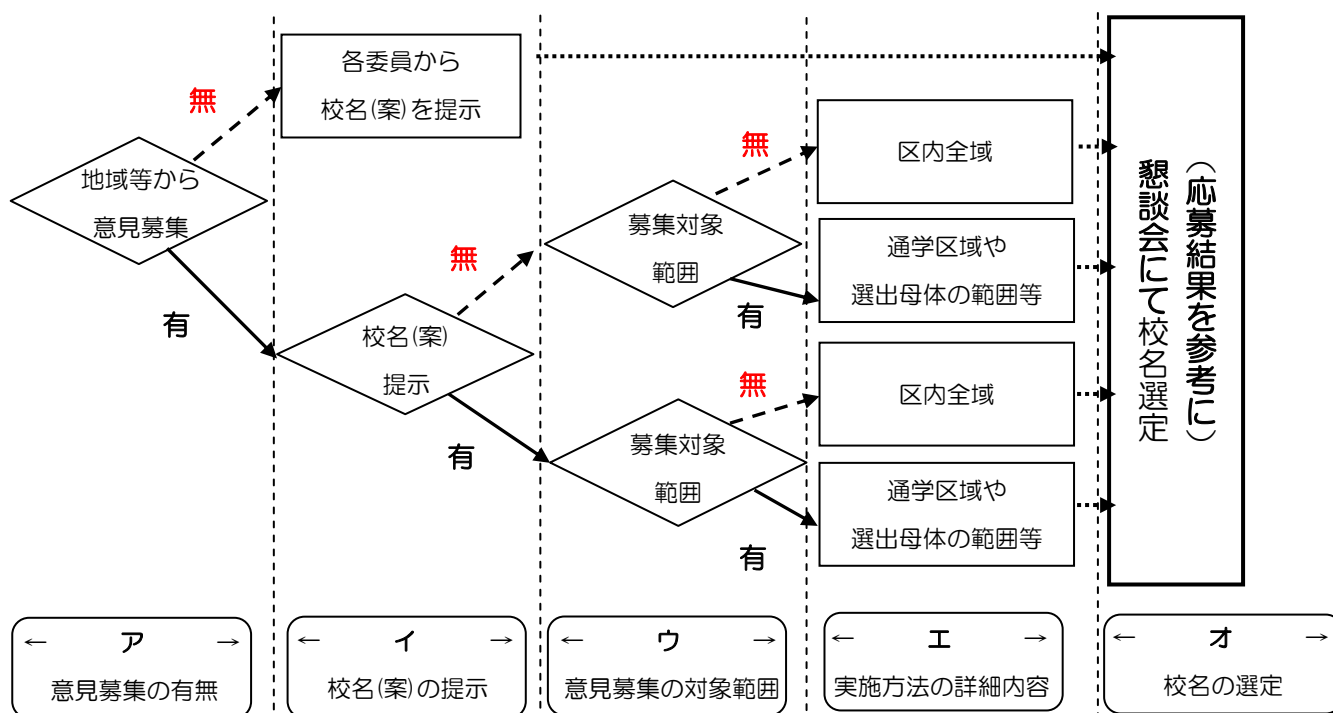 各委員から
校名(案)を提示
無
地域等から
意見募集
有
無
校名(案)
提示
有
無
募集対象
範囲
有
無
募集対象
範囲
有
区内全域
通学区域や
選出母体の範囲等
区内全域
通学区域や
選出母体の範囲等
(応募結果を参考に)
懇談会にて校名選定
← ア →
意見募集の有無
← イ →
校名(案)の提示
← ウ →
意見募集の対象範囲
← エ →
実施方法の詳細内容
← オ →
校名の選定